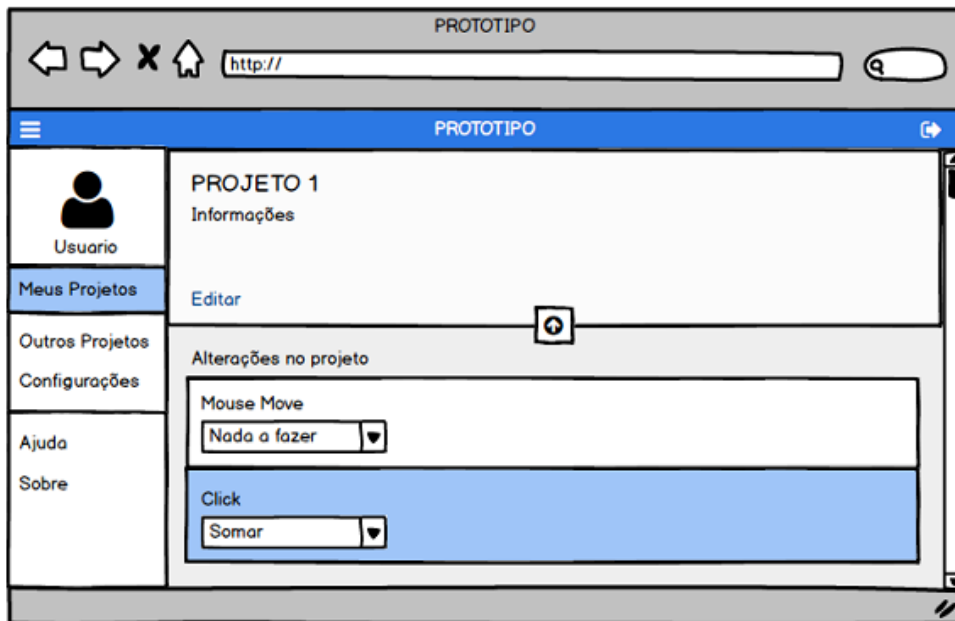 PROTOTIPO
http://
PROTOTIPO
Usuario
Meus Projetos
Outros Projetos
Configurações
Ajuda
Sobre
PROJETO 1
Informações
Editar
Alterações no projeto
Mouse Move
Nada a fazer
Click
Somar